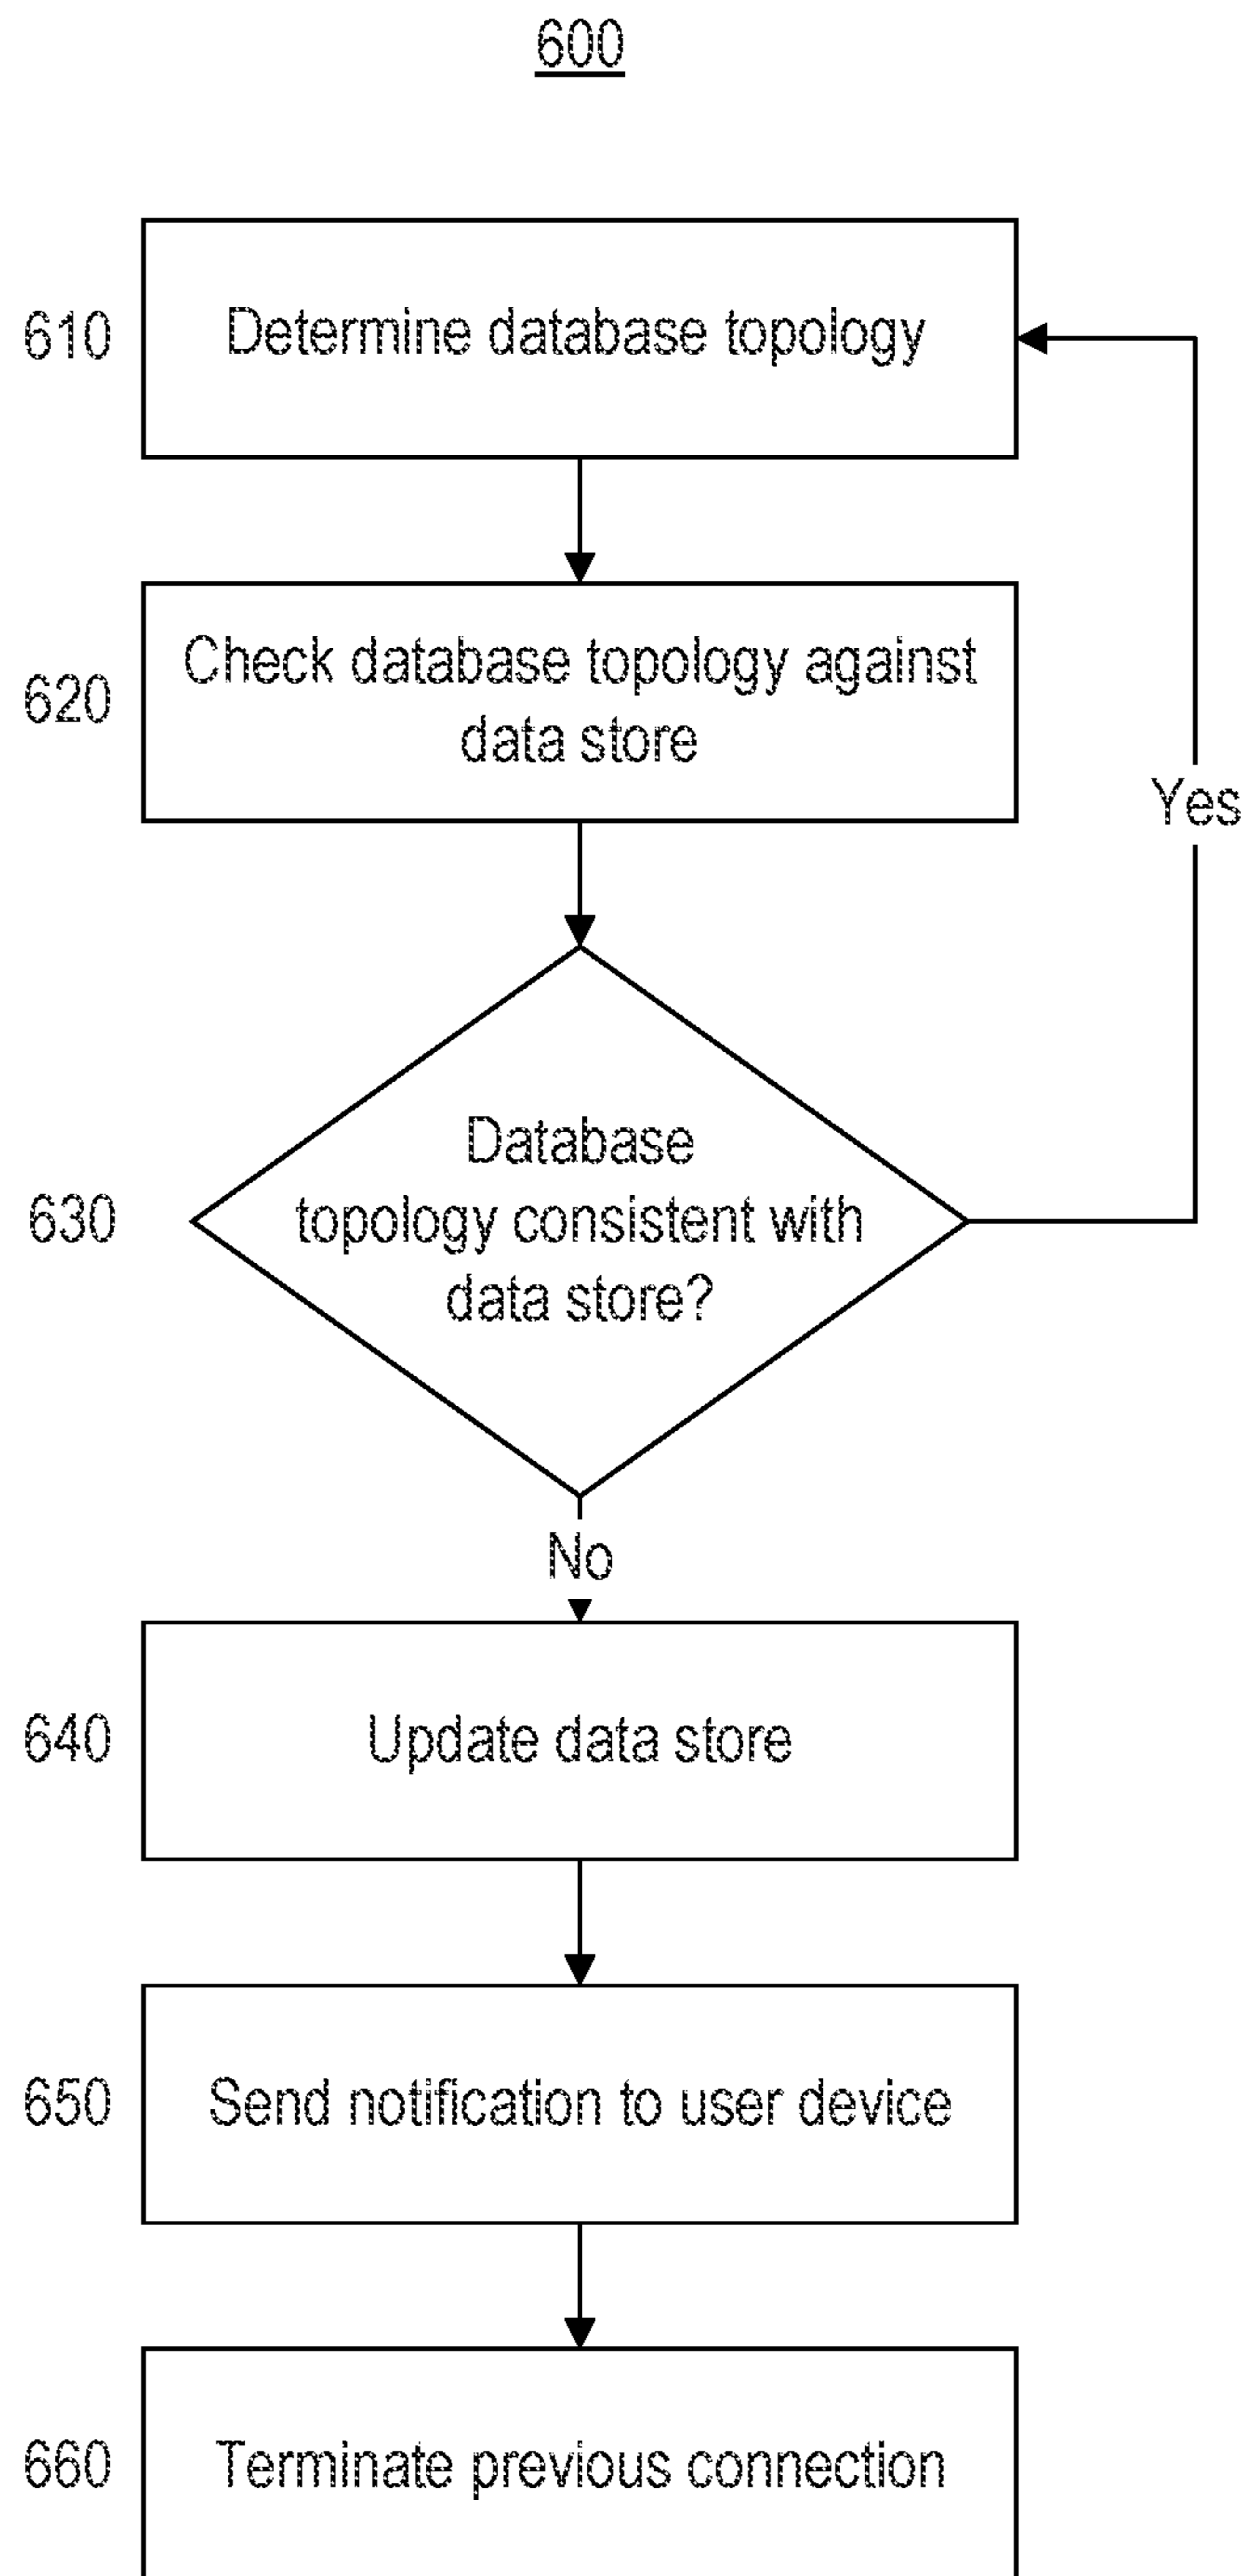 600
610
Determine database topology
620
Check database topology against
data store
Yes
630
Database
topology consistent with
data store?
No
640
Update data store
650
Send notification to user device
660
Terminate previous connection